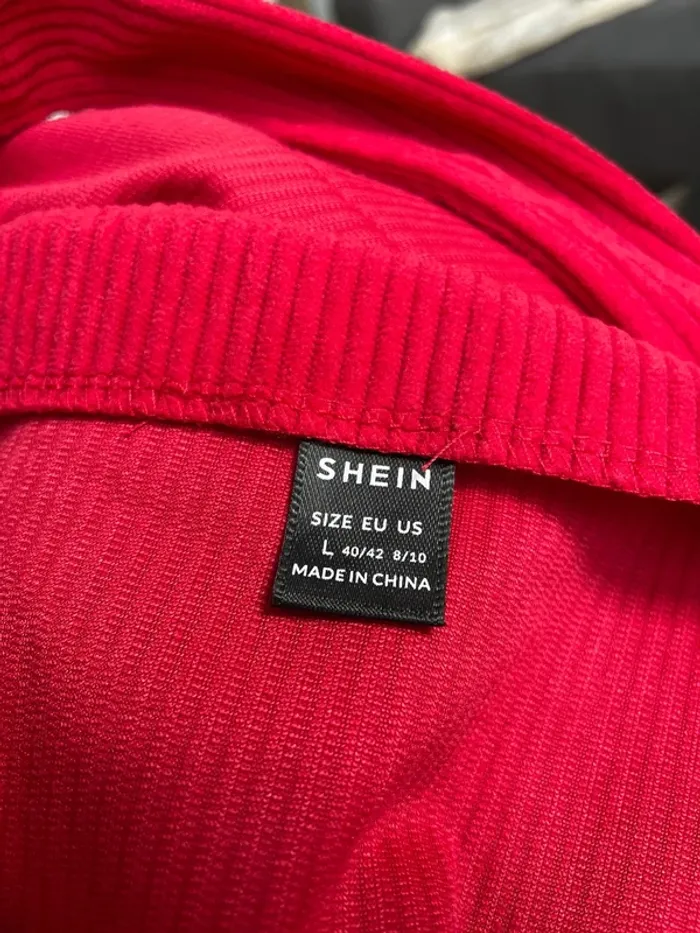 SHEIN
SIZE EU US
L 40/42 8/10
MADE IN CHINA